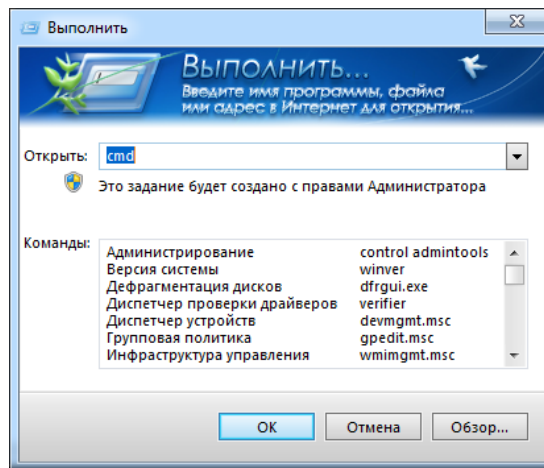 Выполнить
Выполнить...
Введите имя программы, файла
или адрес в Интернет для открытия...
Открыть: cmd
Это задание будет создано с правами Администратора
Команды:
Администрирование control admintools
Версия системы winver
Дефрагментация дисков dfrgui.exe
Диспетчер проверки драйверов verifier
Диспетчер устройств devmgmt.msc
Групповая политика gpedit.msc
Инфраструктура управления wmimgmt.msc
OK Отмена Обзор...